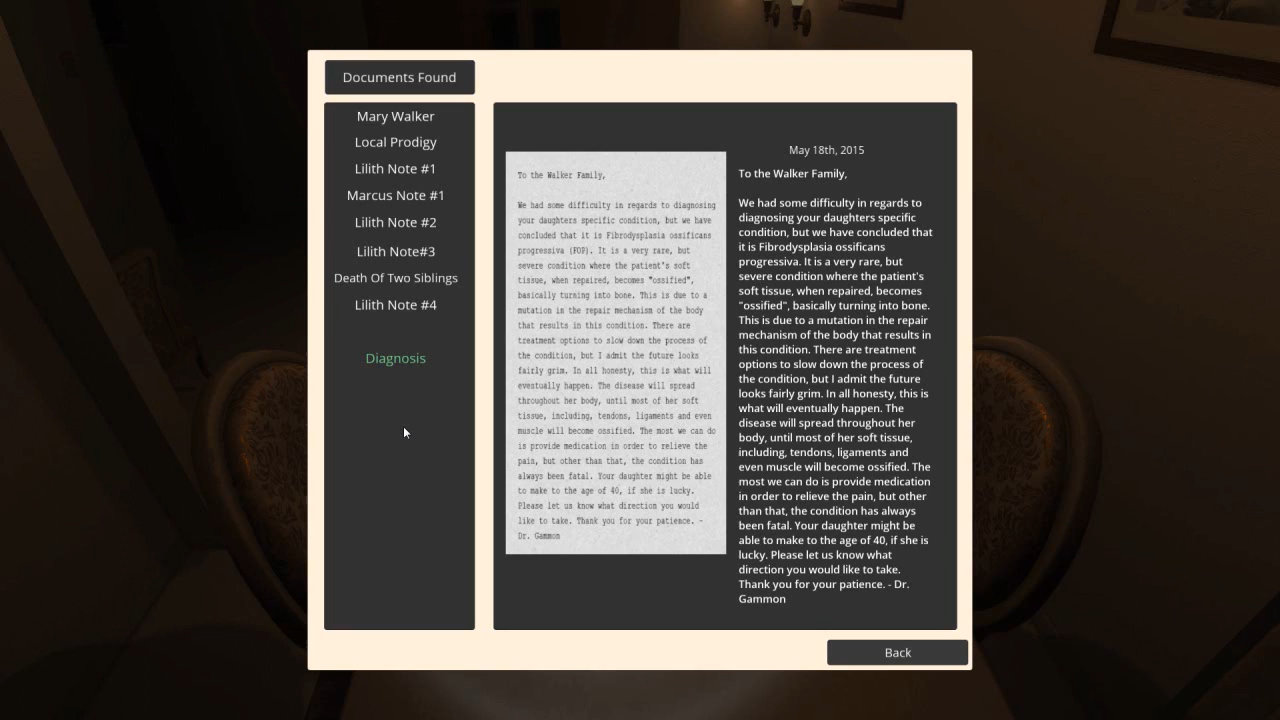 Documents Found
Mary Walker
Local Prodigy
Lilith Note #1
Marcus Note #1
Lilith Note #2
Lilith Note#3
Death Of Two Siblings
Lilith Note #4
Diagnosis
To the Walker Family,
We had some difficulty in regards to diagnosing
your daughters specific condition, but we have
concluded that it is Fibrodysplasia ossificans
progressiva (FOP). It is a very rare, but
severe condition where the patient's soft
tissue, when repaired, becomes "ossified",
basically turning into bone. This is due to a
mutation in the repair mechanism of the body
that results in this condition. There are
treatment options to slow down the process of
the condition, but I admit the future looks
fairly grim. In all honesty, this is what will
evetually happen. The disease will spread
throughout her body, until most of her soft
tissue, including, tendons, ligaments and even
muscle will become ossified. The most we can do
is provide medication in order to relieve the
pain, but other than that, the condition has
always been fatal. Your daughter might be able
to make to the age of 40, if she is lucky.
Please let us know what direction you would
like to take. Thank you for your patience. -
Dr. Gammon
May 18th, 2015
To the Walker Family,
We had some difficulty in regards to
diagnosing your daughters specific
condition, but we have concluded that
it is Fibrodysplasia ossificans
progressiva. It is a very rare, but
severe condition where the patient's
soft tissue, when repaired, becomes
"ossified", basically turning into bone.
This is due to a mutation in the repair
mechanism of the body that results in
this condition. There are treatment
options to slow down the process of
the condition, but I admit the future
looks fairly grim. In all honesty, this is
what will eventually happen. The
disease will spread throughout her
body, until most of her soft tissue,
including, tendons, ligaments and
even muscle will become ossified. The
most we can do is provide medication
in order to relieve the pain, but other
than that, the condition has always
been fatal. Your daughter might be
able to make to the age of 40, if she is
lucky. Please let us know what
direction you would like to take.
Thank you for your patience. - Dr.
Gammon
Back